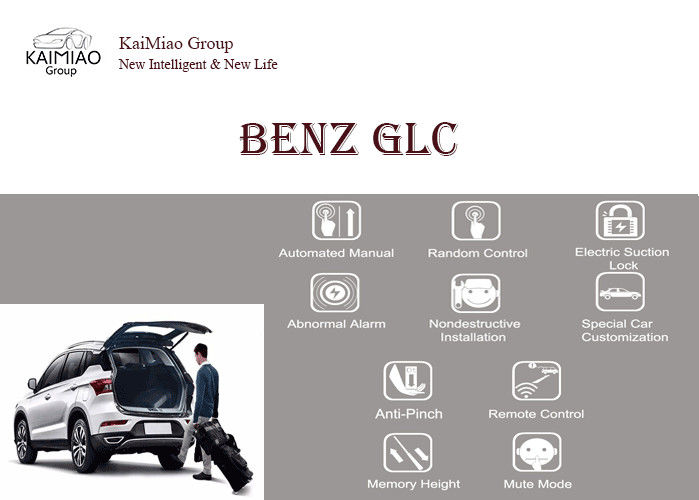 KAIMIAO
Group
KaiMiao Group
New Intelligent & New Life
BENZ GLC
Automated Manual
Random Control
Electric Suction
Lock
Abnormal Alarm
Nondestructive
Installation
Special Car
Customization
Anti-Pinch
Remote Control
Memory Height
Mute Mode